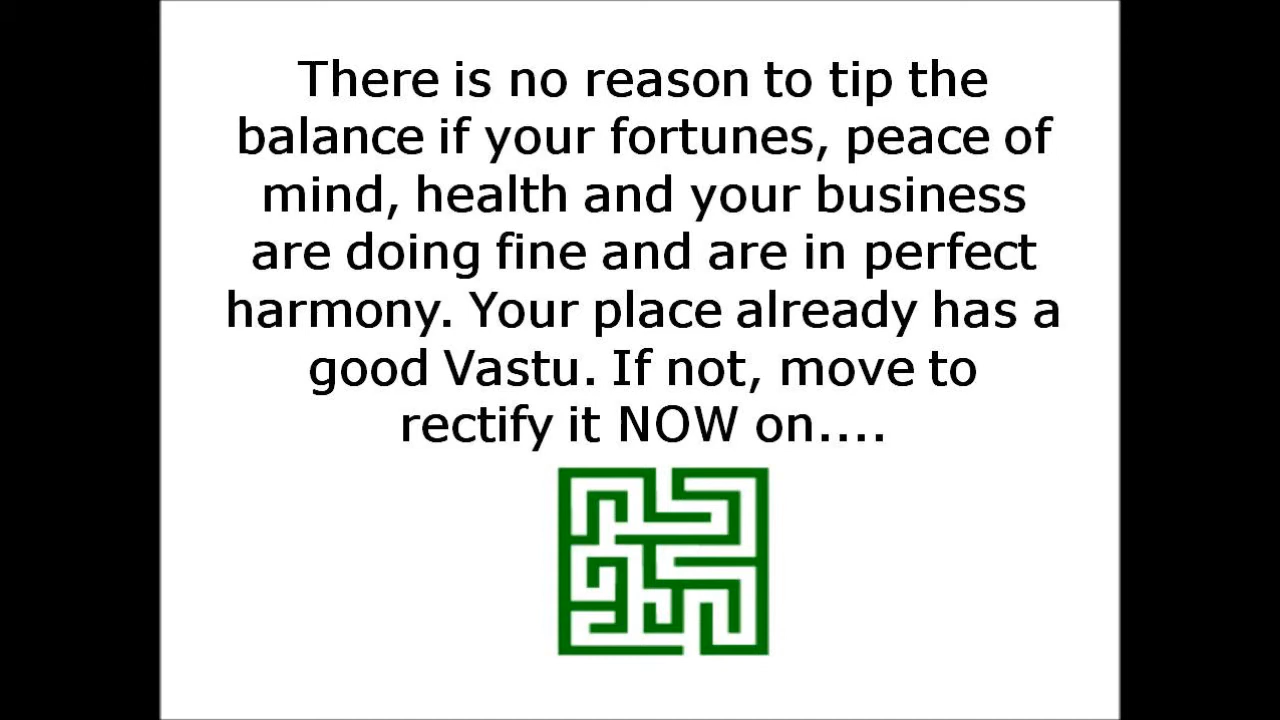 There is no reason to tip the
balance if your fortunes, peace of
mind, health and your business
are doing fine and are in perfect
harmony. Your place already has a
good Vastu. If not, move to
rectify it NOW on....